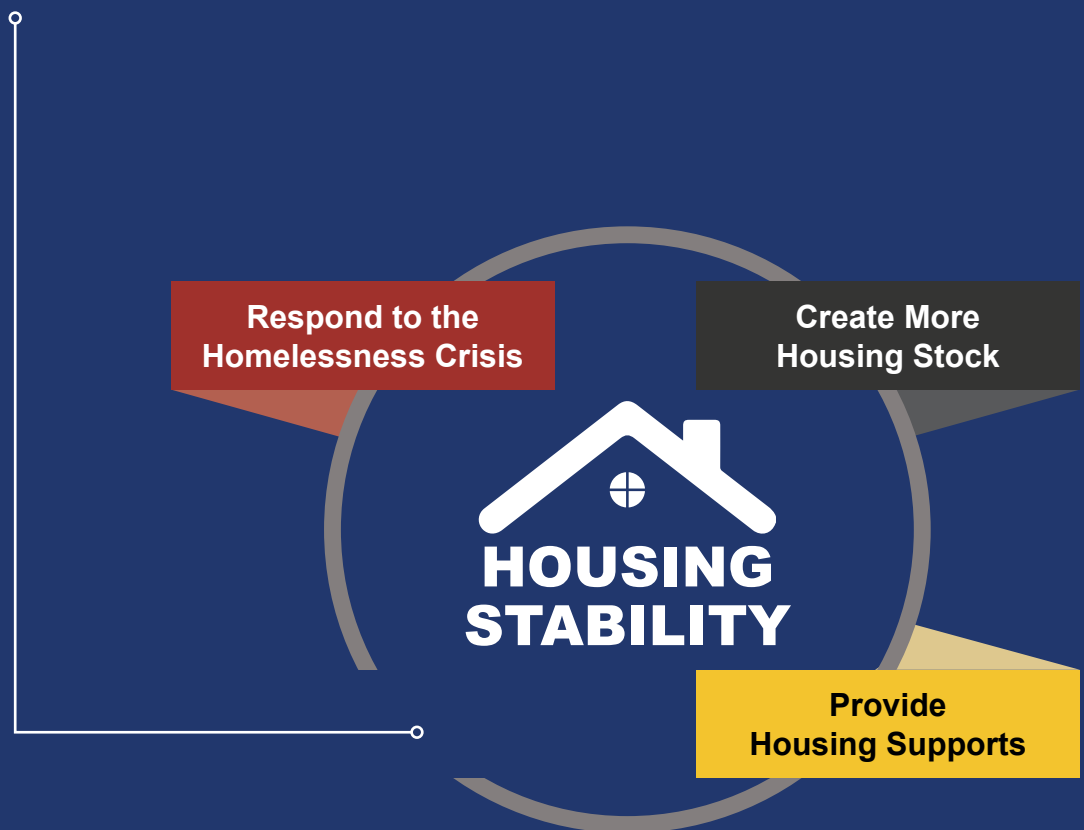 Respond to the
Homelessness Crisis
Create More
Housing Stock
HOUSING
STABILITY
Provide
Housing Supports